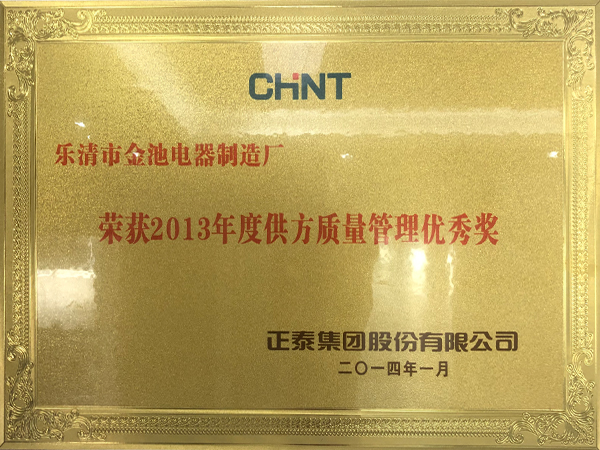 CHINT
乐清市金池电器制造厂
荣获2013年度供方质量管理优秀奖
正泰集团股份有限公司
二〇一四年一月